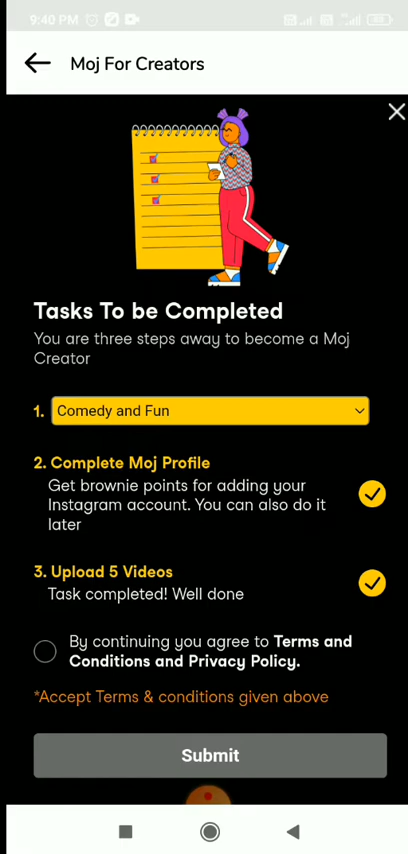 9:40 PM
Moj For Creators
Tasks To be Completed
You are three steps away to become a Moj
Creator
1. Comedy and Fun
2. Complete Moj Profile
Get brownie points for adding your
Instagram account. You can also do it
later
3. Upload 5 Videos
Task completed! Well done
By continuing you agree to Terms and
Conditions and Privacy Policy.
*Accept Terms & conditions given above
Submit